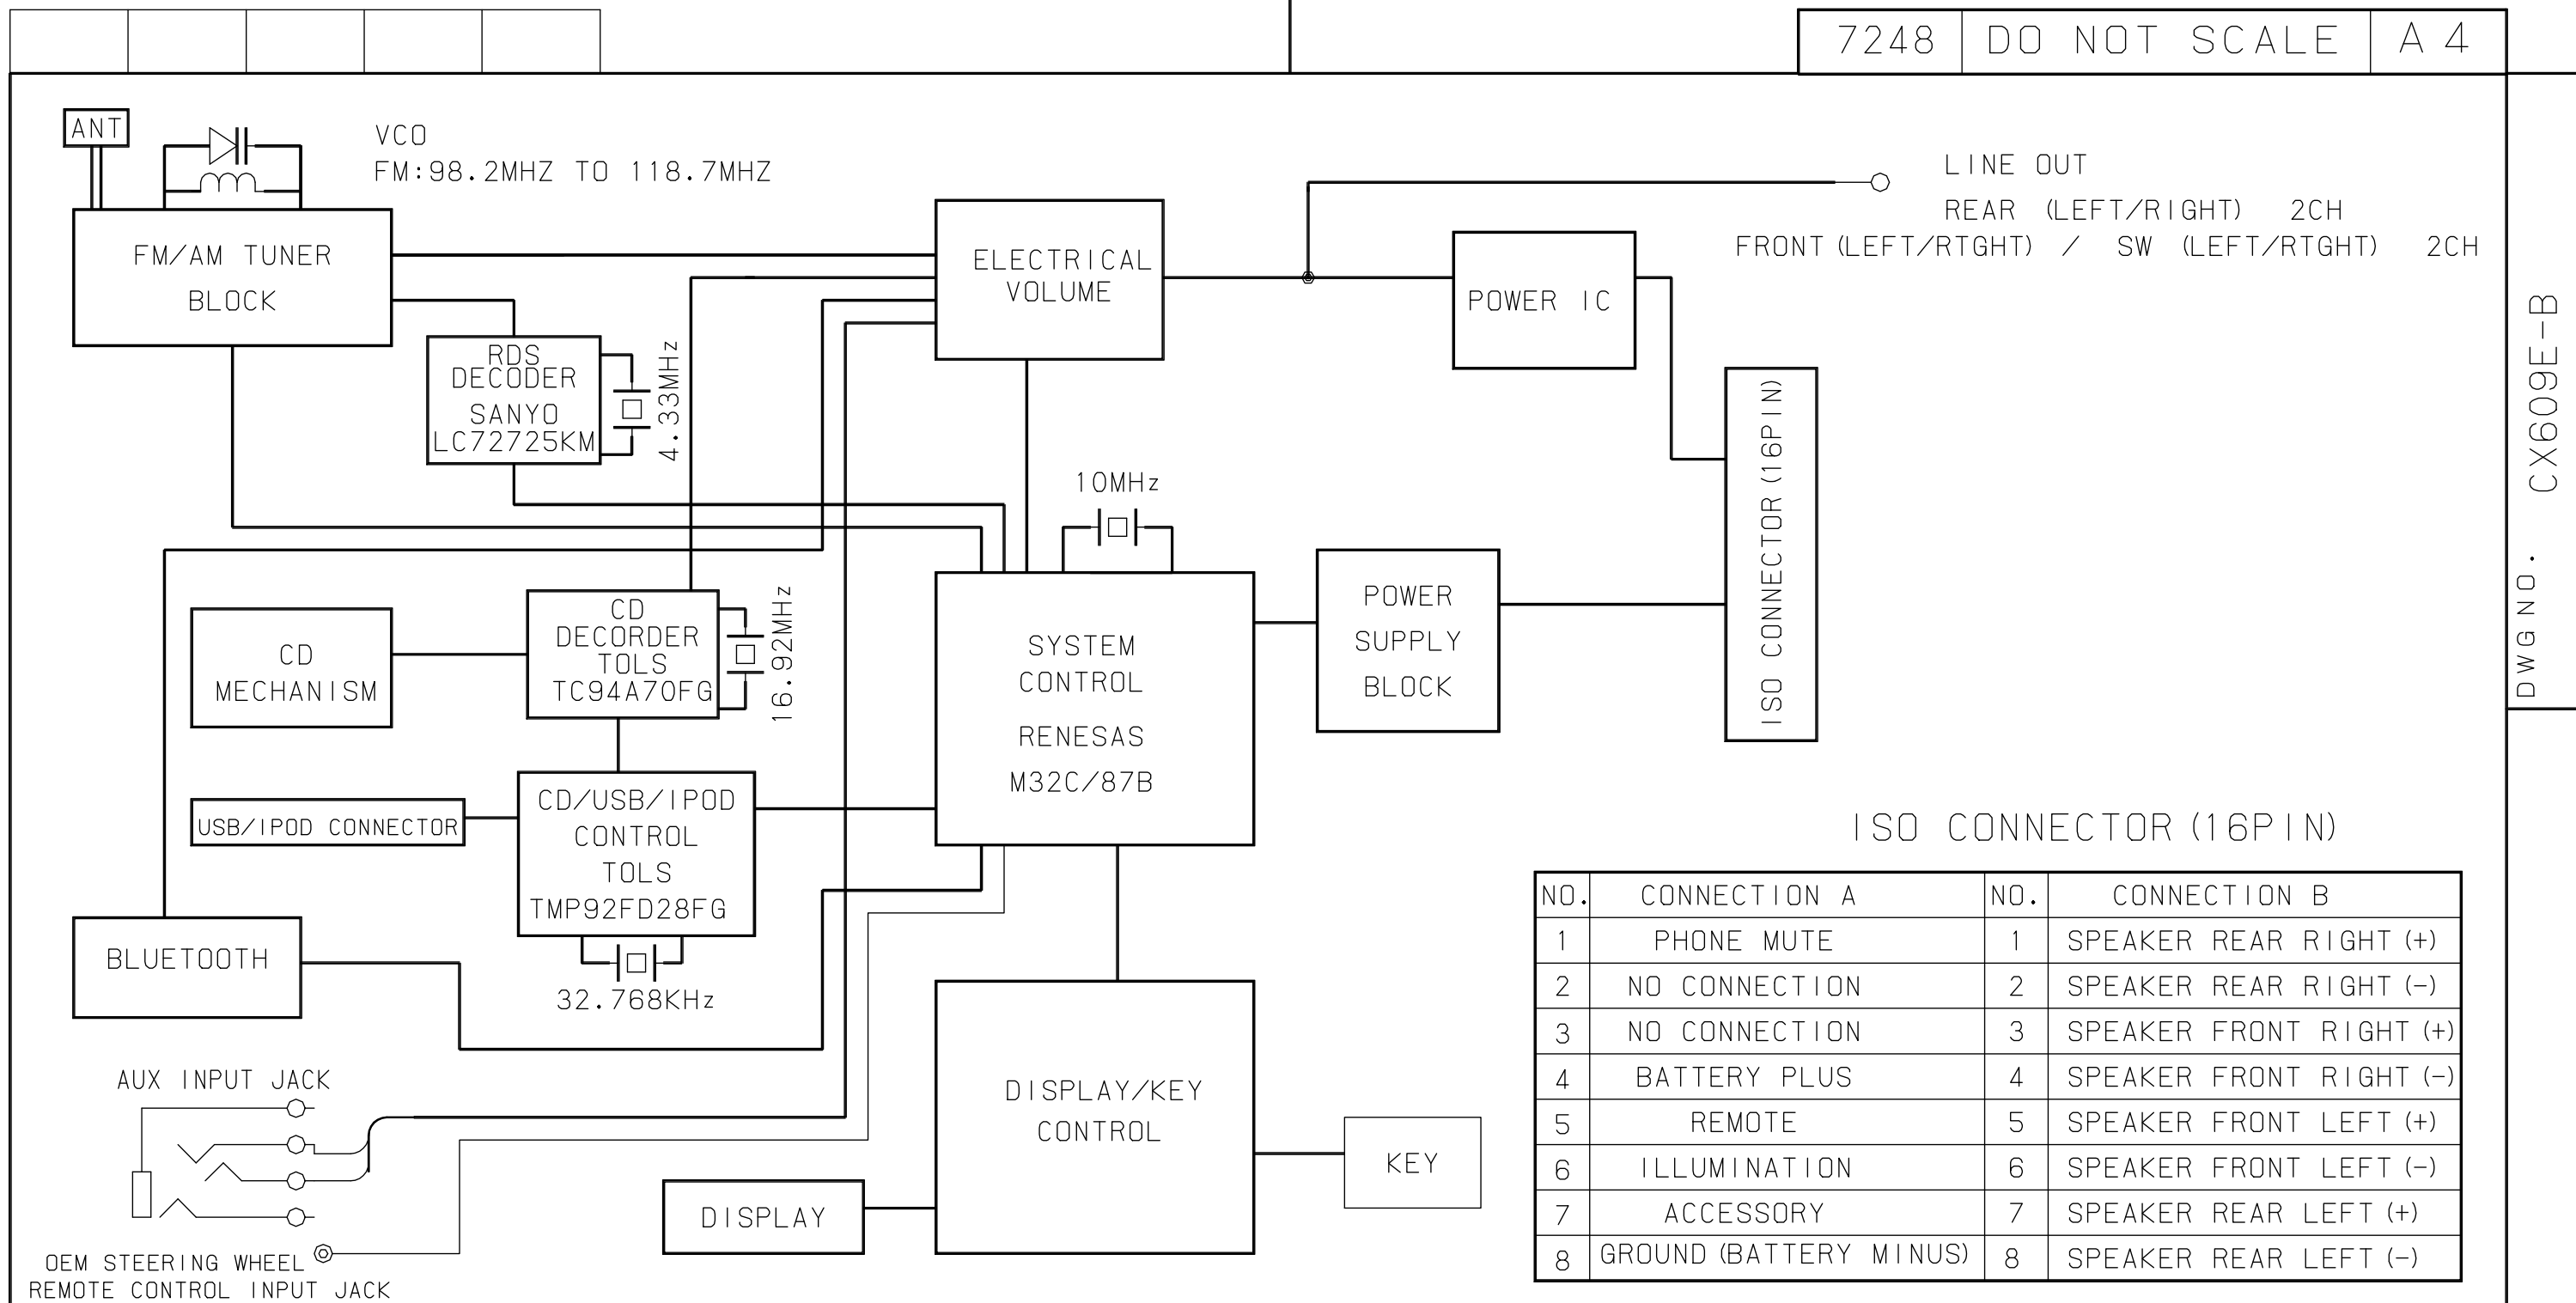 7248 DO NOT SCALE A4
ANT
VCO
FM:98.2MHZ TO 118.7MHZ
FM/AM TUNER
BLOCK
RDS
DECODER
SANYO
LC72725KM
4.33MHz
ELECTRICAL
VOLUME
LINE OUT
REAR (LEFT/RIGHT) 2CH
FRONT(LEFT/RTGHT) / SW (LEFT/RTGHT) 2CH
POWER IC
ISO CONNECTOR(16PIN)
DWGNO. CX609E-B
10MHz
CD
MECHANISM
CD
DECORDER
TOLS
TC94A70FG
16.92MHz
SYSTEM
CONTROL
RENESAS
M32C/87B
POWER
SUPPLY
BLOCK
USB/IPOD CONNECTOR
CD/USB/IPOD
CONTROL
TOLS
TMP92FD28FG
32.768KHz
BLUETOOTH
AUX INPUT JACK
OEM STEERING WHEEL
REMOTE CONTROL INPUT JACK
DISPLAY/KEY
CONTROL
DISPLAY
KEY
ISO CONNECTOR(16PIN)
NO. CONNECTION A NO. CONNECTION B
1 PHONE MUTE 1 SPEAKER REAR RIGHT(+)
2 NO CONNECTION 2 SPEAKER REAR RIGHT(-)
3 NO CONNECTION 3 SPEAKER FRONT RIGHT(+)
4 BATTERY PLUS 4 SPEAKER FRONT RIGHT(-)
5 REMOTE 5 SPEAKER FRONT LEFT(+)
6 ILLUMINATION 6 SPEAKER FRONT LEFT(-)
7 ACCESSORY 7 SPEAKER REAR LEFT(+)
8 GROUND(BATTERY MINUS) 8 SPEAKER REAR LEFT(-)